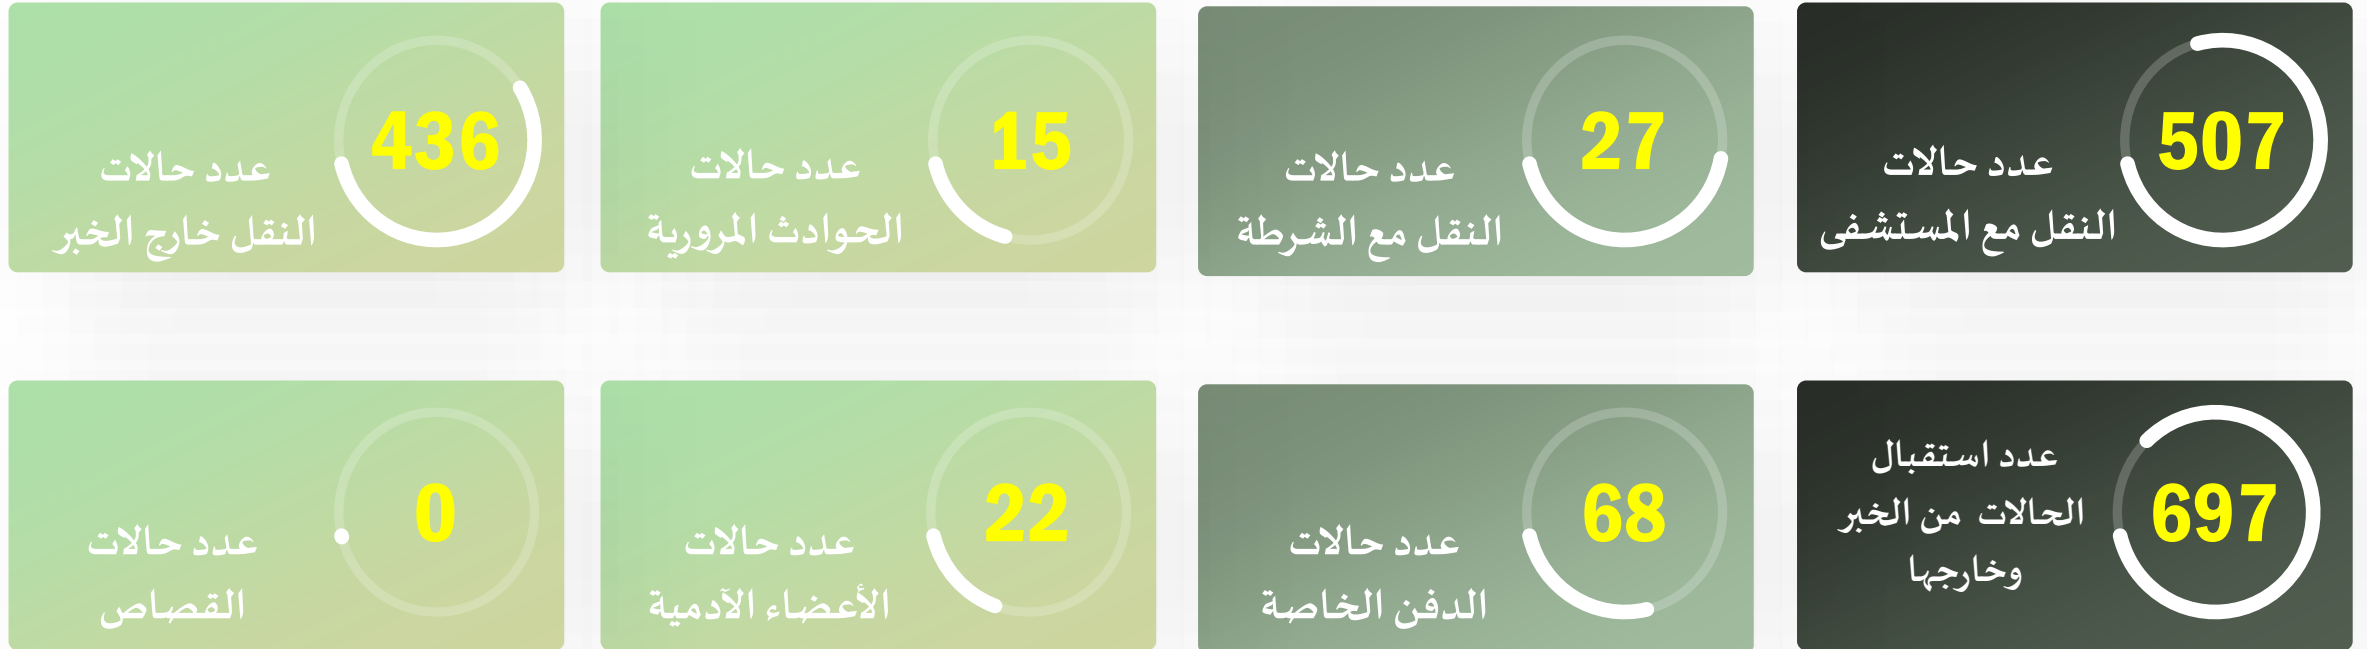 507
عدد حالات
النقل مع المستشفى
27
عدد حالات
النقل مع الشرطة
15
عدد حالات
الحوادث المرورية
436
عدد حالات
النقل خارج الخبر
697
عدد استقبال
الحالات من الخبر
وخارجها
68
عدد حالات
الدفن الخاصة
22
عدد حالات
الأعضاء الآدمية
0
عدد حالات
القصاص